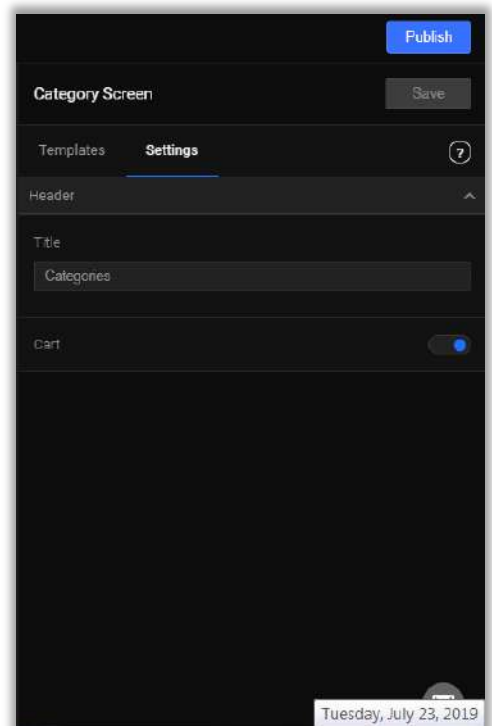 Publish
Category Screen
Save
Templates Settings ?
Header
Title
Categories
Cart
Tuesday, July 23, 2019